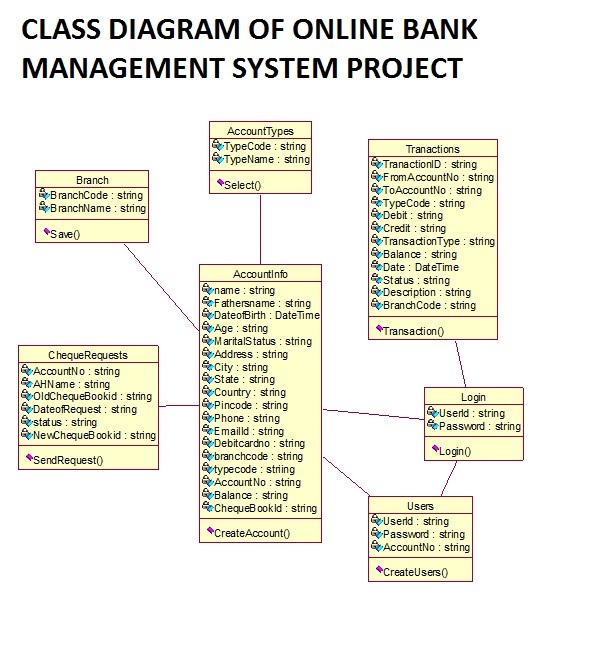 CLASS DIAGRAM OF ONLINE BANK
MANAGEMENT SYSTEM PROJECT
AccountTypes
TypeCode : string
TypeName : string
Select()
Tranactions
TranactionID : string
FromAccountNo : string
ToAccountNo : string
TypeCode : string
Debit : string
Credit : string
TransactionType : string
Balance : string
Date : DateTime
Status : string
Description : string
BranchCode : string
Transaction()
Branch
BranchCode : string
BranchName : string
Save()
AccountInfo
name : string
Fathersname : string
DateofBirth : DateTime
Age : string
MaritalStatus : string
Address : string
City : string
State : string
Country : string
Pincode : string
Phone : string
EmailId : string
Debitcardno : string
branchcode : string
typecode : string
AccountNo : string
Balance : string
ChequeBookId : string
CreateAccount()
ChequeRequests
AccountNo : string
AHName : string
OldChequeBookid : string
DateofRequest : string
status : string
NewChequeBookid : string
SendRequest()
Login
UserId : string
Password : string
Login()
Users
UserId : string
Password : string
AccountNo : string
CreateUsers()